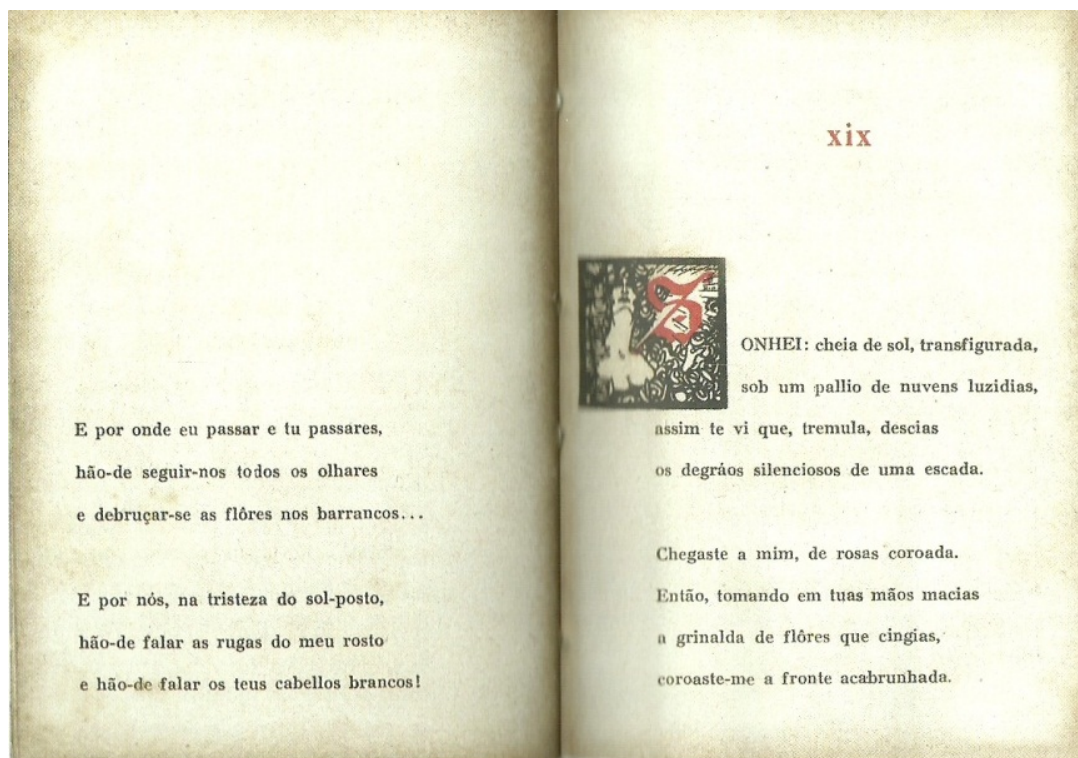 E por onde eu passar e tu passares,
hão-de seguir-nos todos os olhares
e debruçar-se as flôres nos barrancos...
E por nós, na tristeza do sol-posto,
hão-de falar as rugas do meu rosto
e hão-de falar os teus cabellos brancos!
xix
SONHEI: cheia de sol, transfigurada,
sob um pallio de nuvens luzidias,
assim te vi que, tremula, descias
os degráos silenciosos de uma escada.
Chegaste a mim, de rosas coroada.
Então, tomando em tuas mãos macias
a grinalda de flôres que cingias,
coroaste-me a fronte acabrunhada.